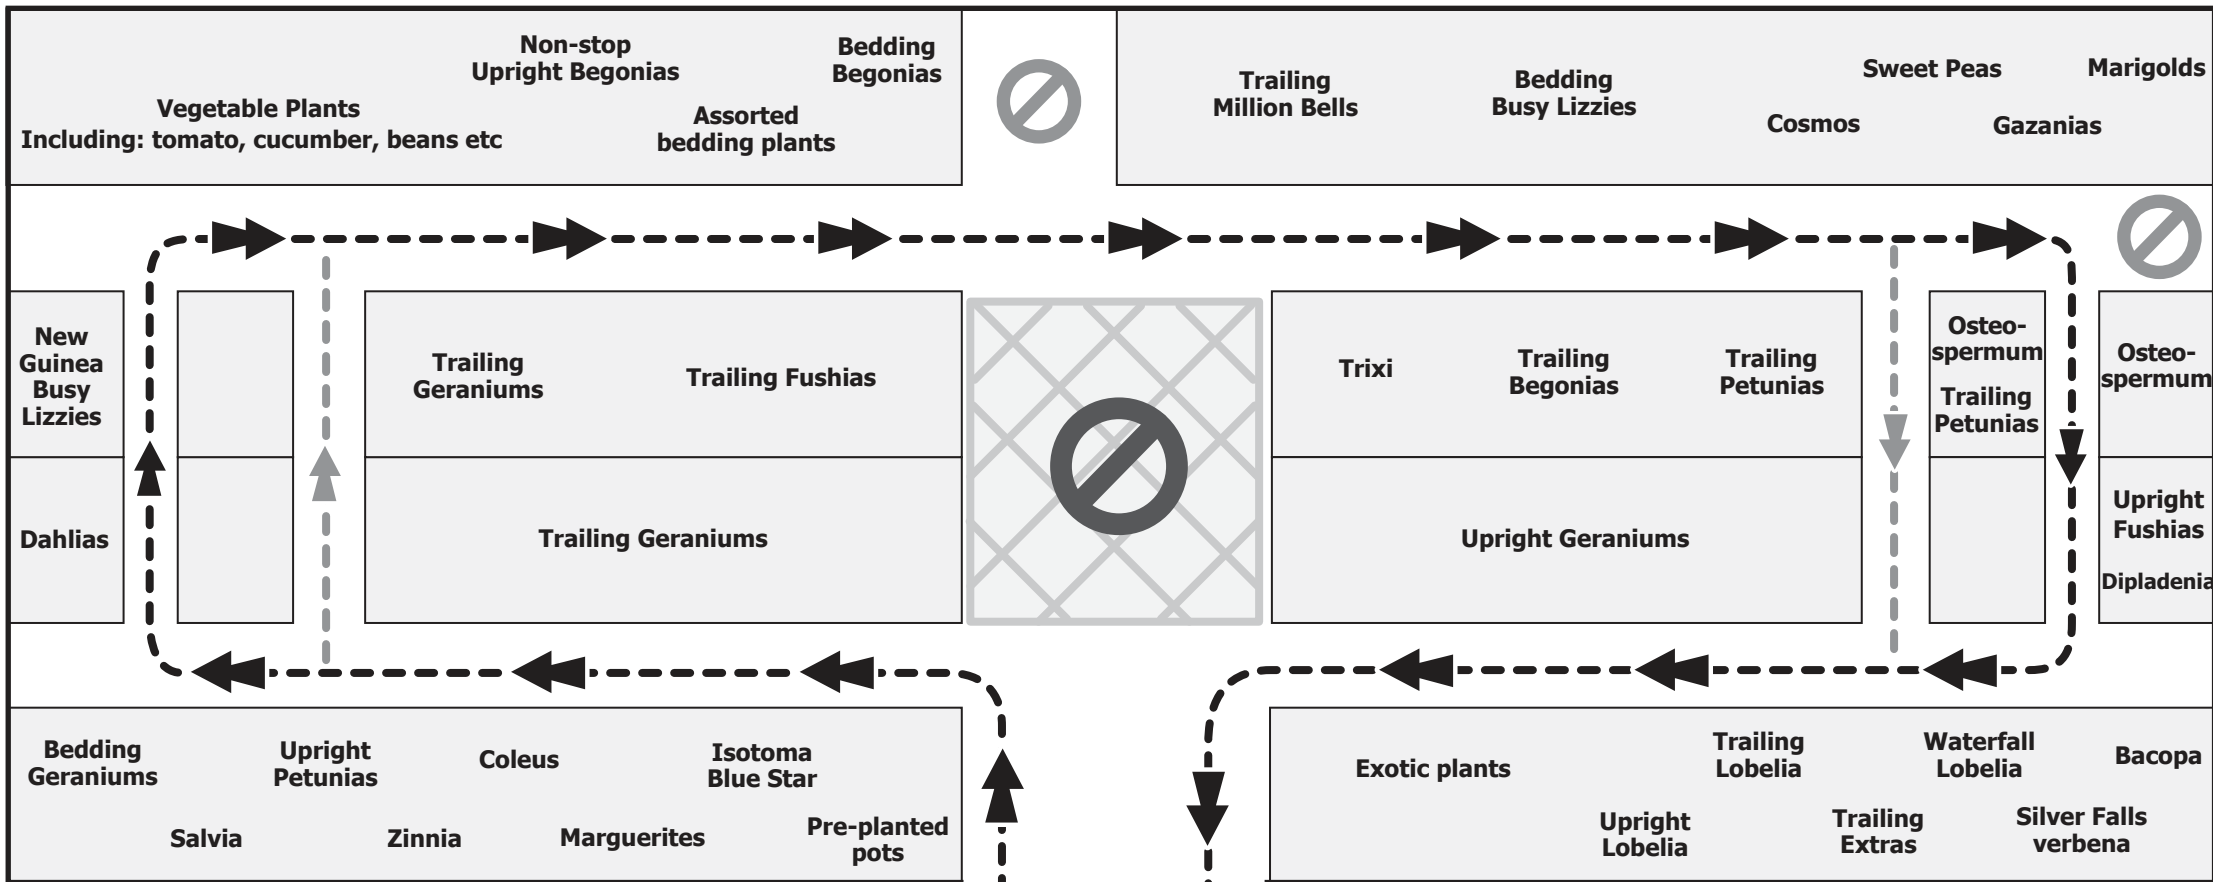 Non-stop
Upright Begonias
Bedding
Begonias
Vegetable Plants
Including: tomato, cucumber, beans etc
Assorted
bedding plants
Trailing
Million Bells
Bedding
Busy Lizzies
Sweet Peas
Marigolds
Cosmos
Gazanias
New
Guinea
Busy
Lizzies
Trailing
Geraniums
Trailing Fushias
Trixi
Trailing
Begonias
Trailing
Petunias
Osteo-
spermum
Trailing
Petunias
Osteo-
spermum
Dahlias
Trailing Geraniums
Upright Geraniums
Upright
Fushias
Dipladenia
Bedding
Geraniums
Upright
Petunias
Coleus
Isotoma
Blue Star
Salvia
Zinnia
Marguerites
Pre-planted
pots
Exotic plants
Trailing
Lobelia
Waterfall
Lobelia
Bacopa
Upright
Lobelia
Trailing
Extras
Silver Falls
verbena